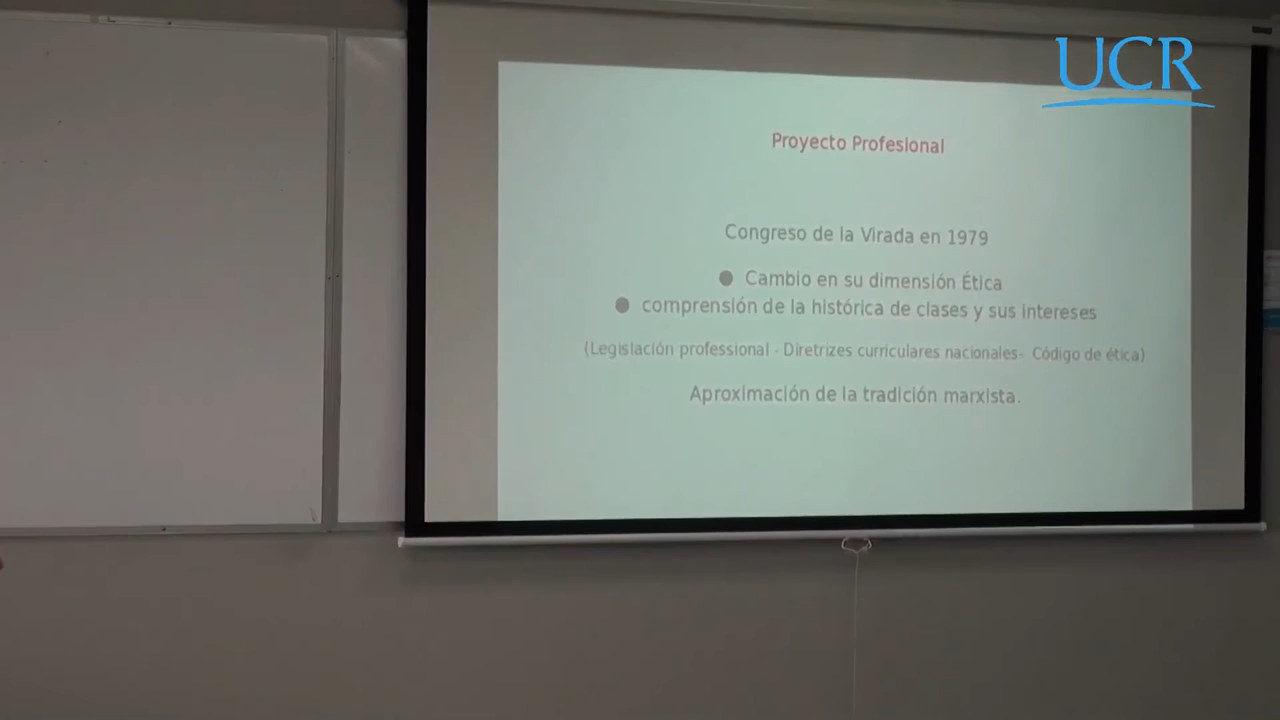 UCR
Proyecto Profesional
Congreso de la Virada en 1979
● Cambio en su dimensión Ética
● comprensión de la histórica de clases y sus intereses
(Legislación professional - Diretrizes curriculares nacionales- Código de ética)
Aproximación de la tradición marxista.